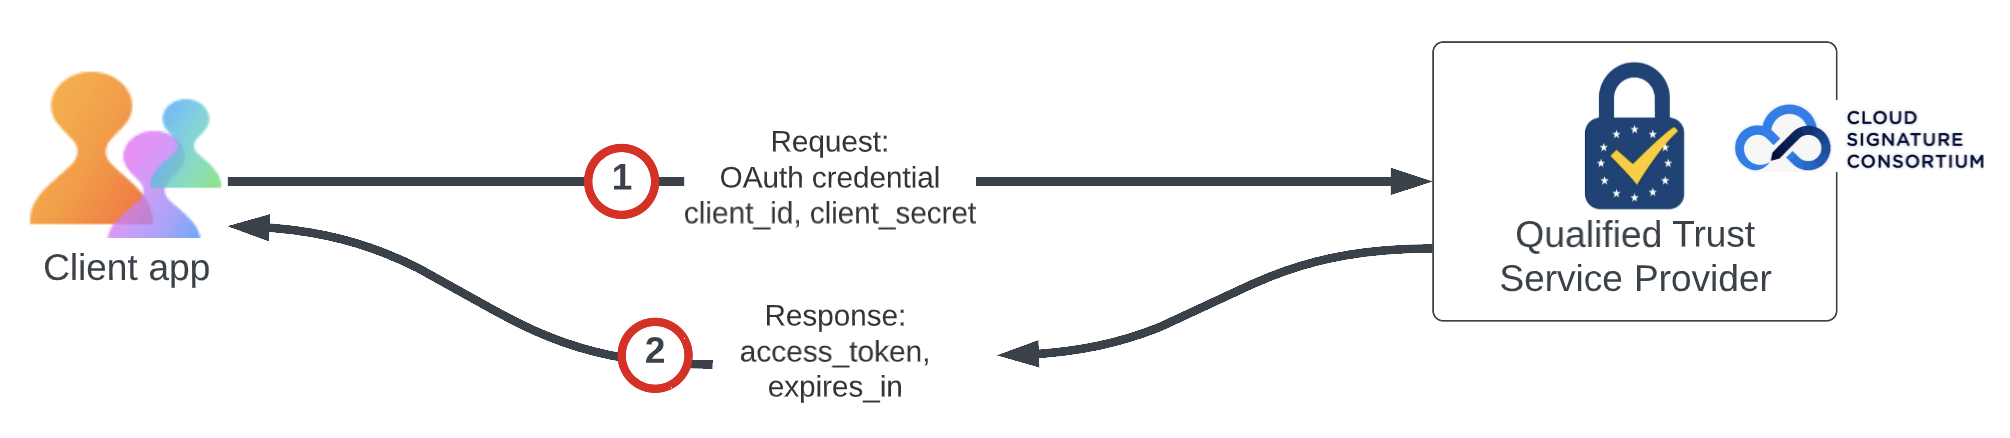 Client app
1
Request:
OAuth credential
client_id, client_secret
2
Response:
access_token,
expires_in
Qualified Trust
Service Provider
CLOUD
SIGNATURE
CONSORTIUM